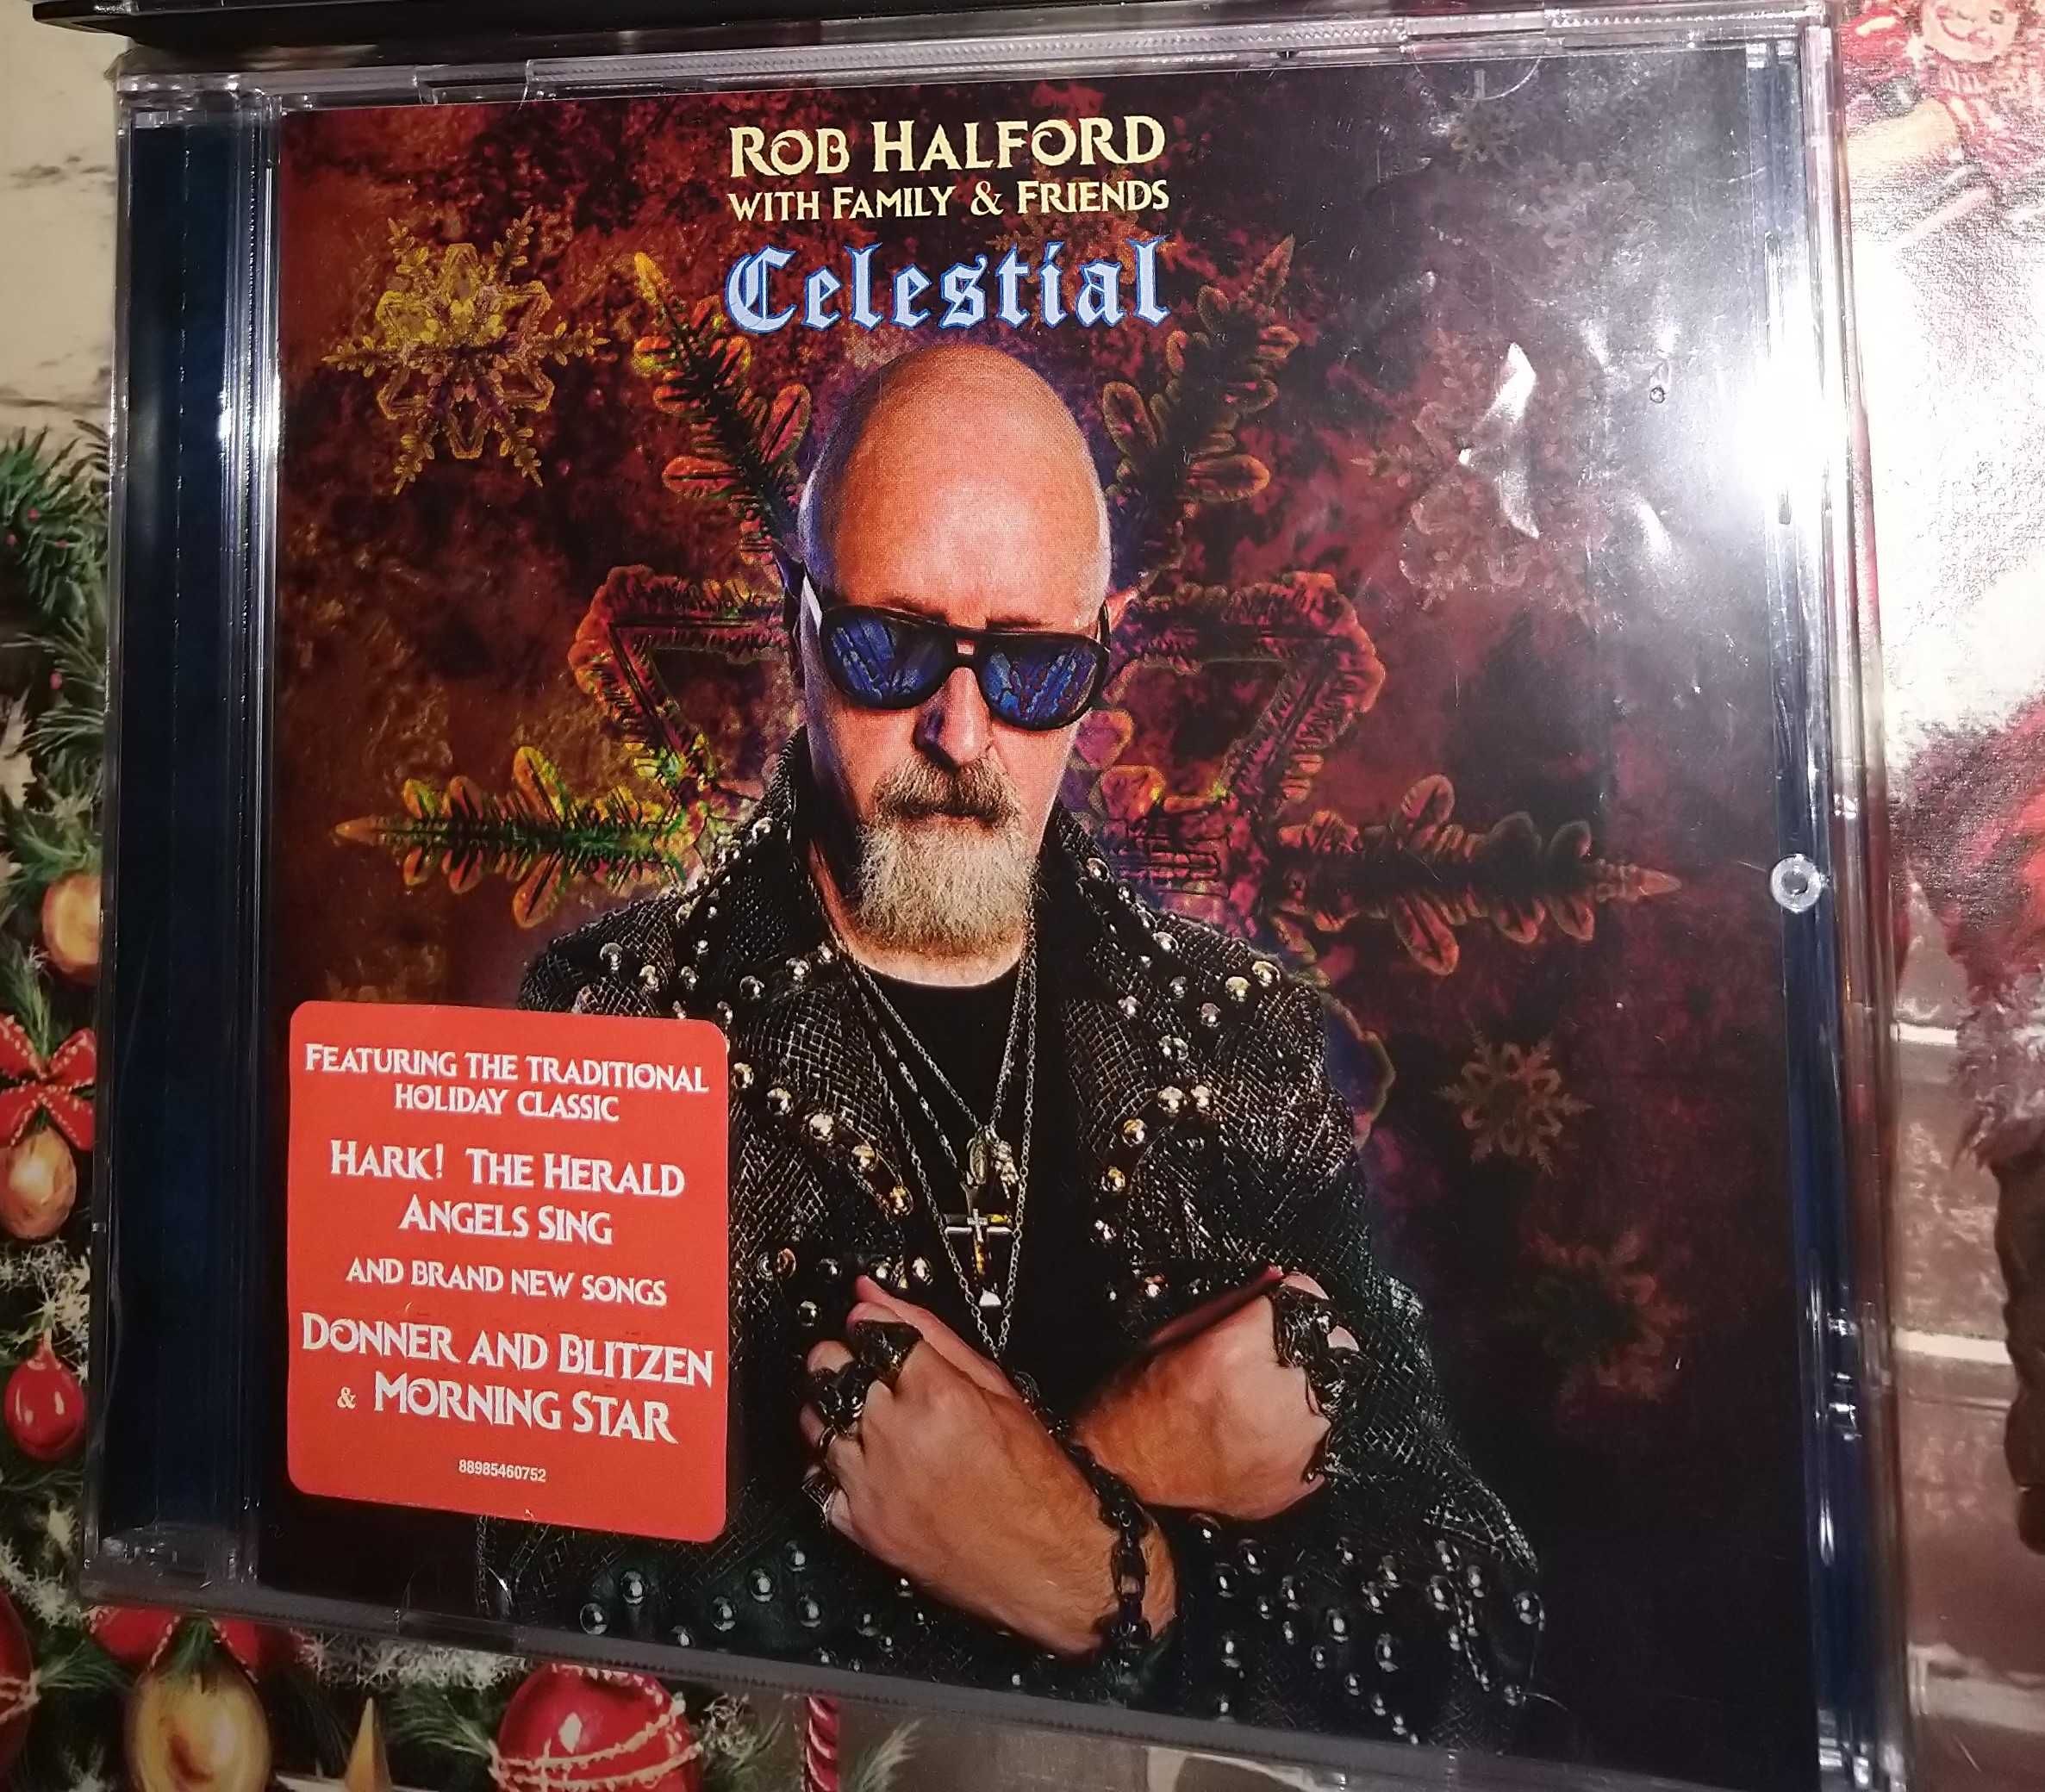 ROB HALFORD
WITH FAMILY & FRIENDS
Celestial
FEATURING THE TRADITIONAL
HOLIDAY CLASSIC
HARK! THE HERALD
ANGELS SING
AND BRAND NEW SONGS
DONNER AND BLITZEN
& MORNING STAR
88985460752